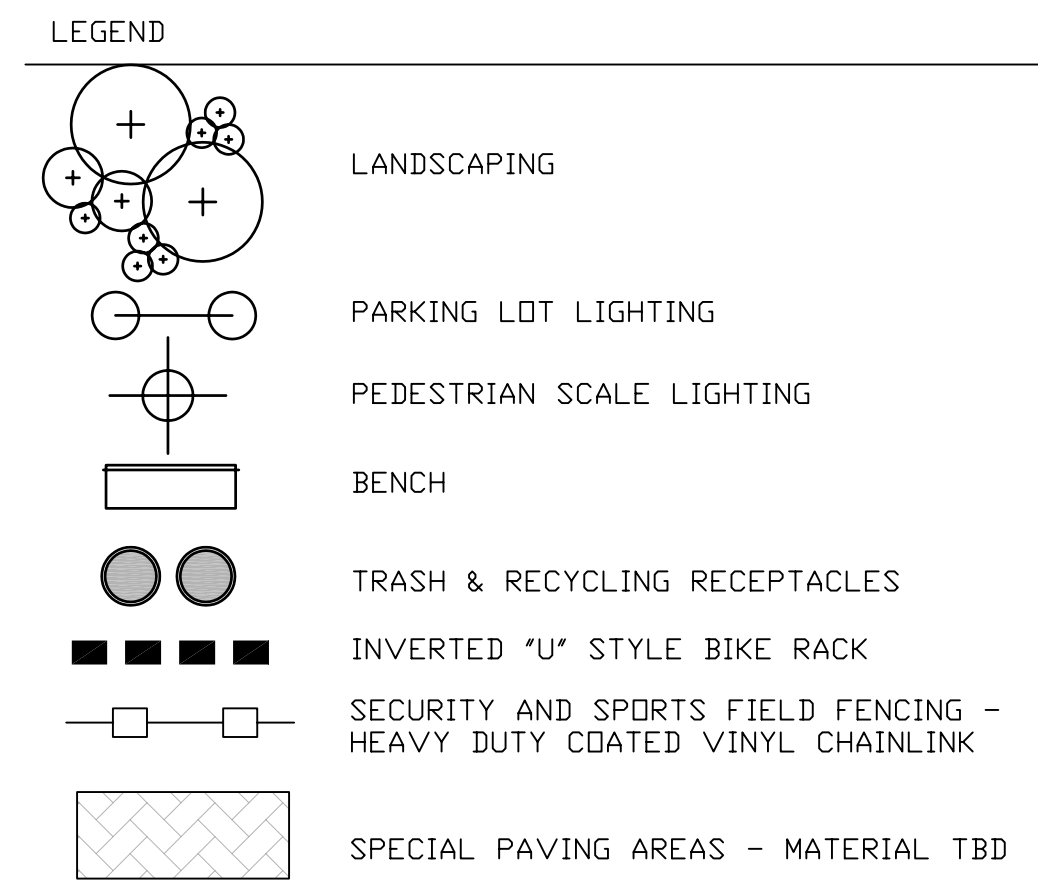 LEGEND
LANDSCAPING
PARKING LOT LIGHTING
PEDESTRIAN SCALE LIGHTING
BENCH
TRASH & RECYCLING RECEPTACLES
INVERTED "U" STYLE BIKE RACK
SECURITY AND SPORTS FIELD FENCING -
HEAVY DUTY COATED VINYL CHAINLINK
SPECIAL PAVING AREAS - MATERIAL TBD